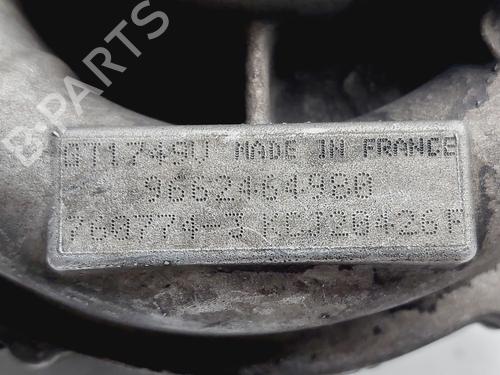 B-PARTS
GT1749V MADE IN FRANCE
9662464980
760774-3 KCJ20426F